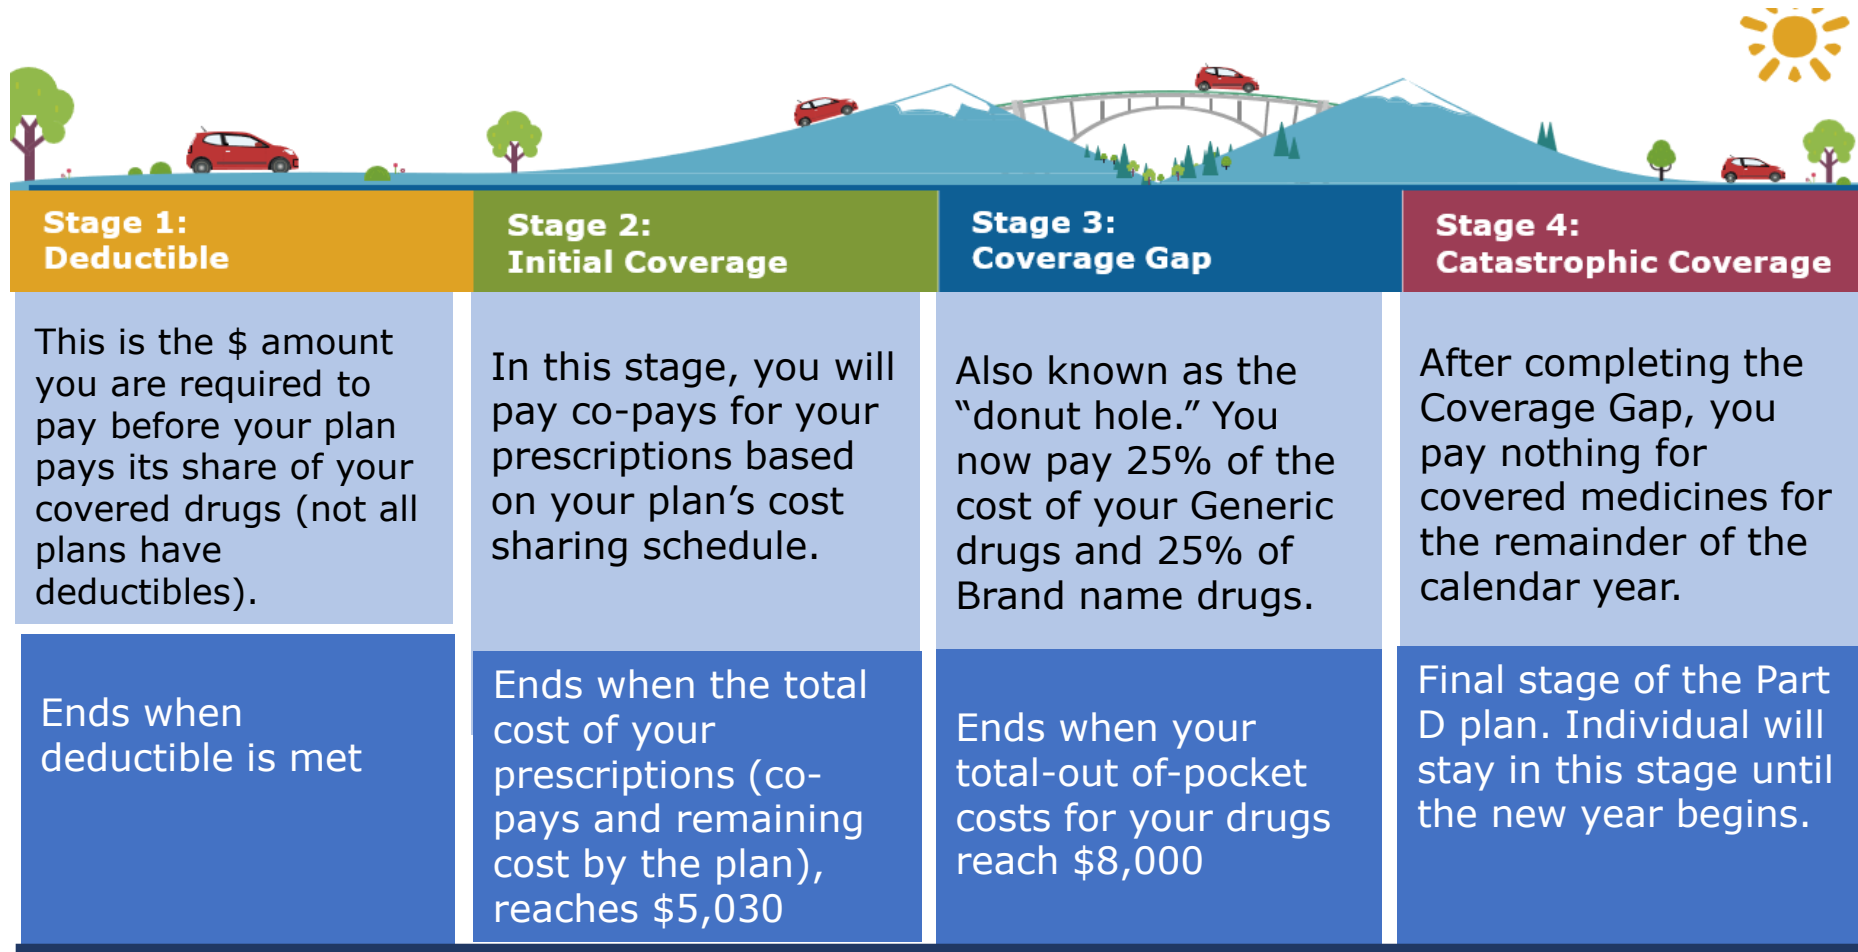 Stage 1:
Deductible
This is the $ amount
you are required to
pay before your plan
pays its share of your
covered drugs (not all
plans have
deductibles).
Ends when
deductible is met
Stage 2:
Initial Coverage
In this stage, you will
pay co-pays for your
prescriptions based
on your plan’s cost
sharing schedule.
Ends when the total
cost of your
prescriptions (co-
pays and remaining
cost by the plan),
reaches $5,030
Stage 3:
Coverage Gap
Also known as the
“donut hole.” You
now pay 25% of the
cost of your Generic
drugs and 25% of
Brand name drugs.
Ends when your
total-out of-pocket
costs for your drugs
reach $8,000
Stage 4:
Catastrophic Coverage
After completing the
Coverage Gap, you
pay nothing for
covered medicines for
the remainder of the
calendar year.
Final stage of the Part
D plan. Individual will
stay in this stage until
the new year begins.